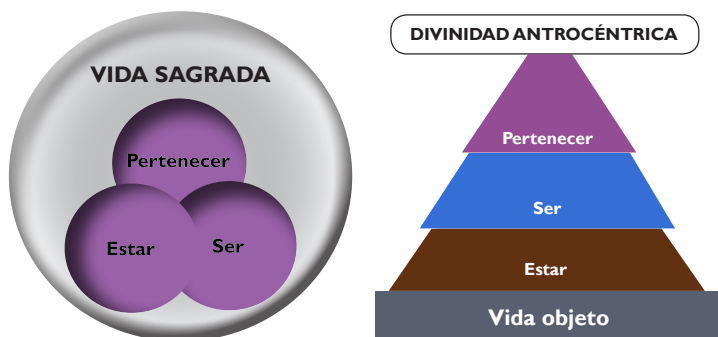 VIDA SAGRADA
Pertenecer
Estar
Ser
DIVINIDAD ANTROCÉNTRICA
Pertenecer
Ser
Estar
Vida objeto